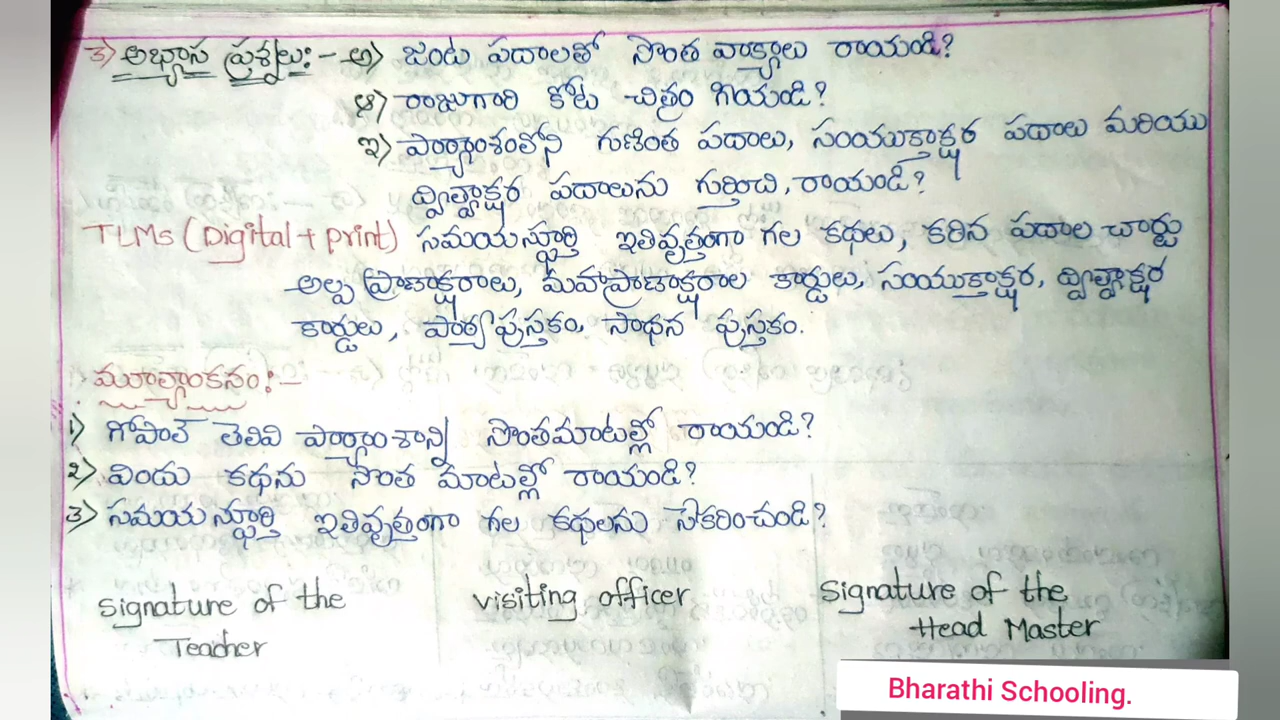 3) అభ్యాస ప్రశ్నలు:- అ) జంట పదాలతో సొంత వాక్యాలు రాయండి?
ఆ) రాజుగారి కోట చిత్రం గీయండి?
ఇ) పాఠ్యాంశంలోని గుణింత పదాలు, సంయుక్తాక్షర పదాలు మరియు
ద్విత్వాక్షర పదాలను గుర్తించి, రాయండి?
TLMs (Digital + print) సమయస్ఫూర్తి ఇతివృత్తంగా గల కథలు, కఠిన పదాల చార్టు
అల్ప ప్రాణాక్షరాలు, మహాప్రాణాక్షరాల కార్డులు, సంయుక్తాక్షర, ద్విత్వాక్షర
కార్డులు, పాఠ్యపుస్తకం, సాధన పుస్తకం.
మూల్యాంకనం:-
1) గోపాల్ తెలివి పాఠ్యాంశాన్ని సొంతమాటల్లో రాయండి?
2) విందు కథను సొంత మాటల్లో రాయండి?
3) సమయస్ఫూర్తి ఇతివృత్తంగా గల కథలను సేకరించండి?
Signature of the visiting officer Signature of the
Teacher Head Master
Bharathi Schooling.